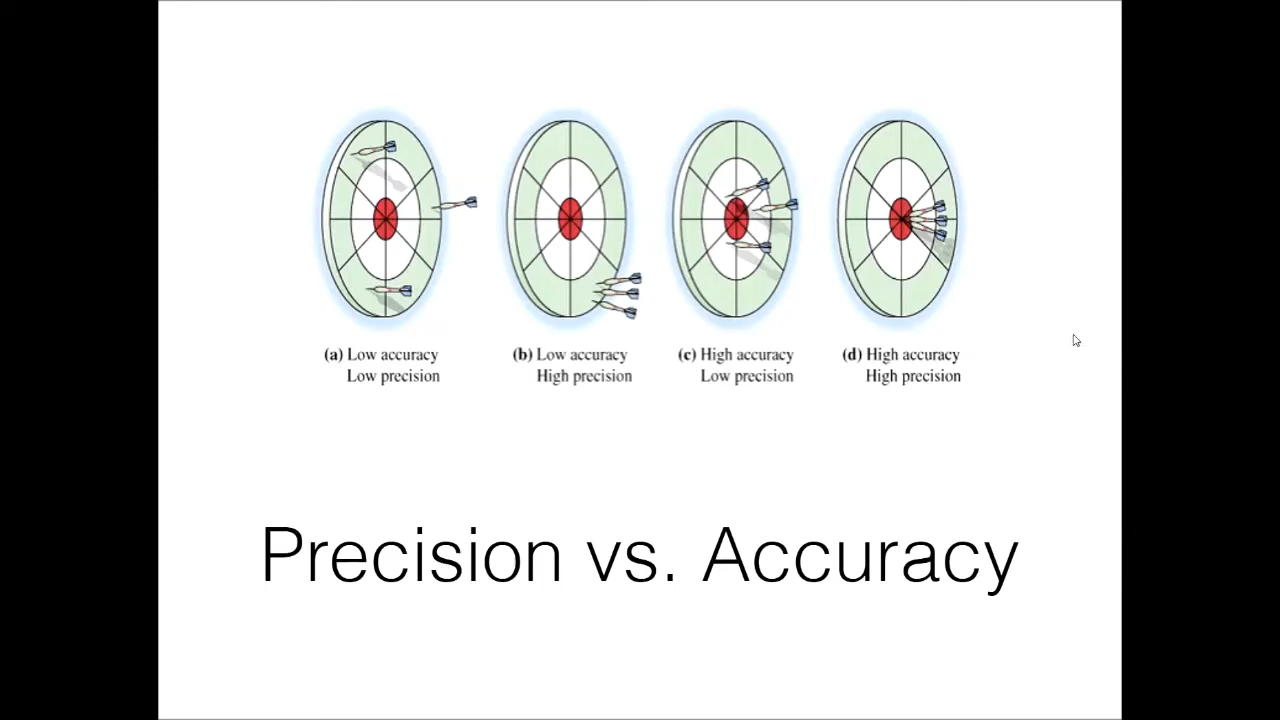 (a) Low accuracy
Low precision
(b) Low accuracy
High precision
(c) High accuracy
Low precision
(d) High accuracy
High precision
Precision vs. Accuracy